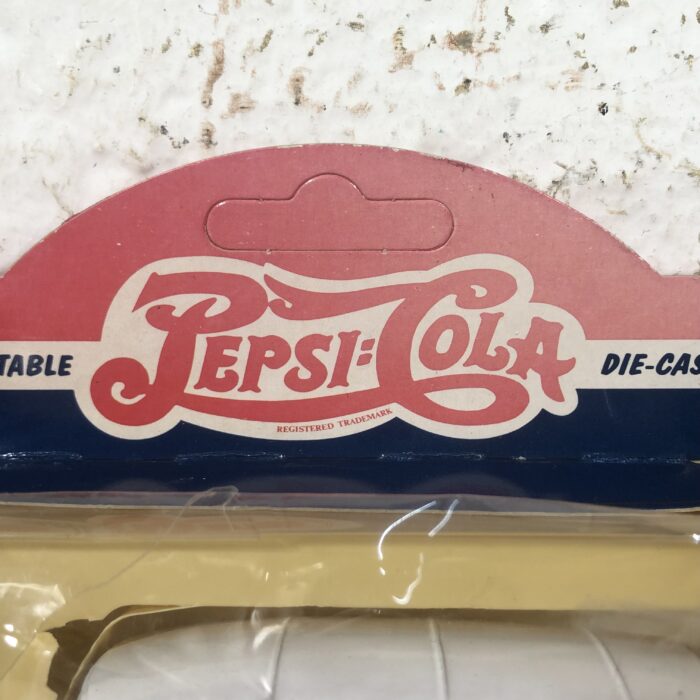 TABLE
PEPSI:COLA
REGISTERED TRADEMARK
DIE-CAS